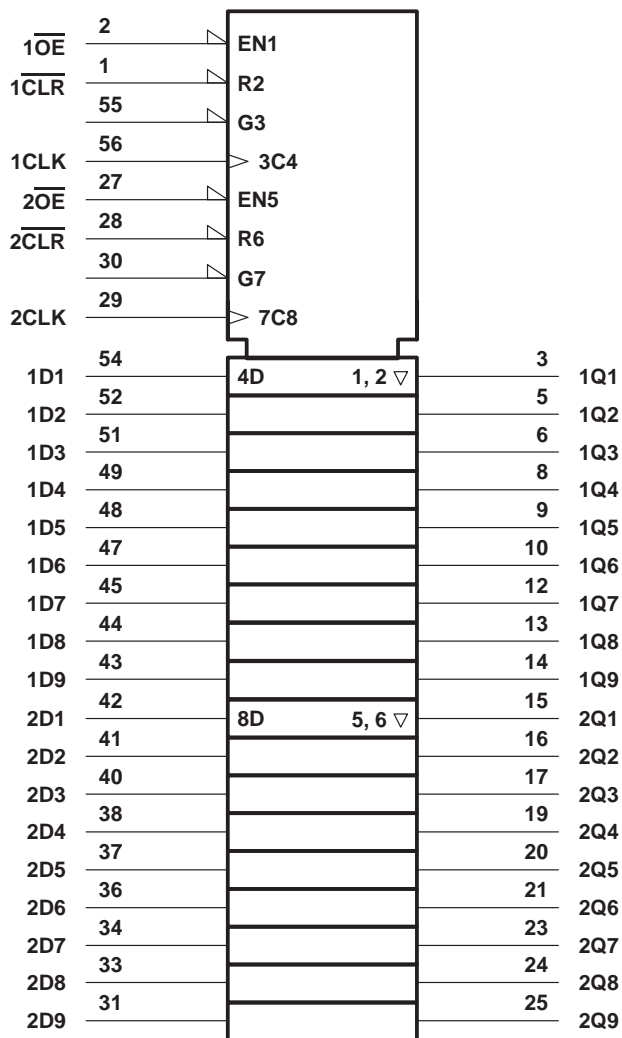 1O̅E̅ 2 EN1
1C̅L̅R̅ 1 R2
55 G3
1CLK 56 3C4
2O̅E̅ 27 EN5
2C̅L̅R̅ 28 R6
30 G7
2CLK 29 7C8
1D1 54 4D 1, 2 ▽ 3 1Q1
1D2 52 5 1Q2
1D3 51 6 1Q3
1D4 49 8 1Q4
1D5 48 9 1Q5
1D6 47 10 1Q6
1D7 45 12 1Q7
1D8 44 13 1Q8
1D9 43 14 1Q9
2D1 42 8D 5, 6 ▽ 15 2Q1
2D2 41 16 2Q2
2D3 40 17 2Q3
2D4 38 19 2Q4
2D5 37 20 2Q5
2D6 36 21 2Q6
2D7 34 23 2Q7
2D8 33 24 2Q8
2D9 31 25 2Q9